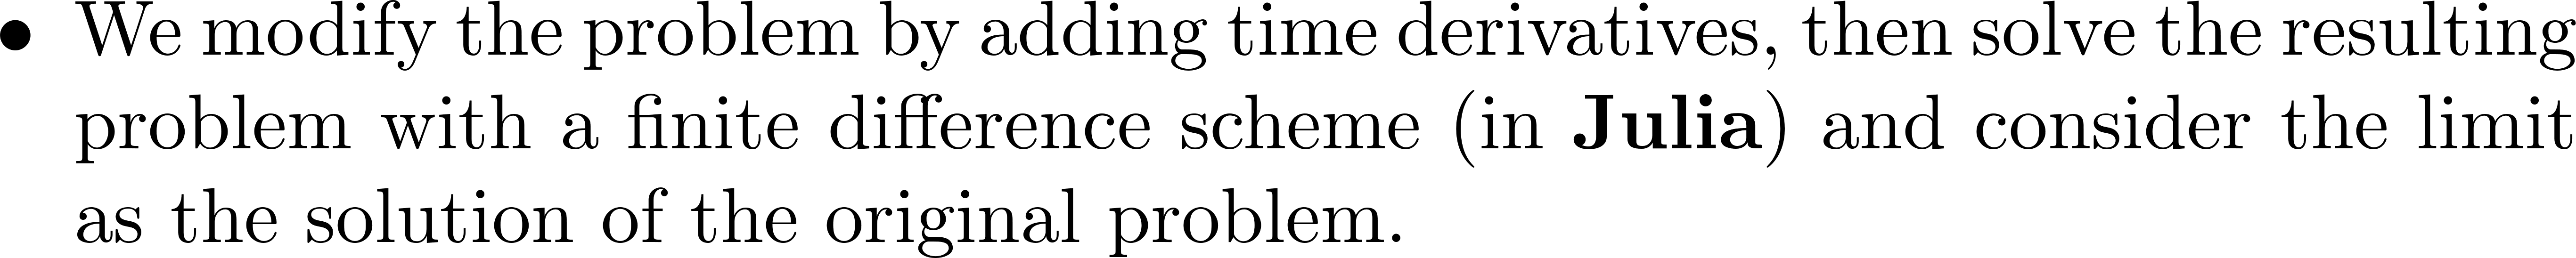 • We modify the problem by adding time derivatives, then solve the resulting
problem with a finite difference scheme (in Julia) and consider the limit
as the solution of the original problem.